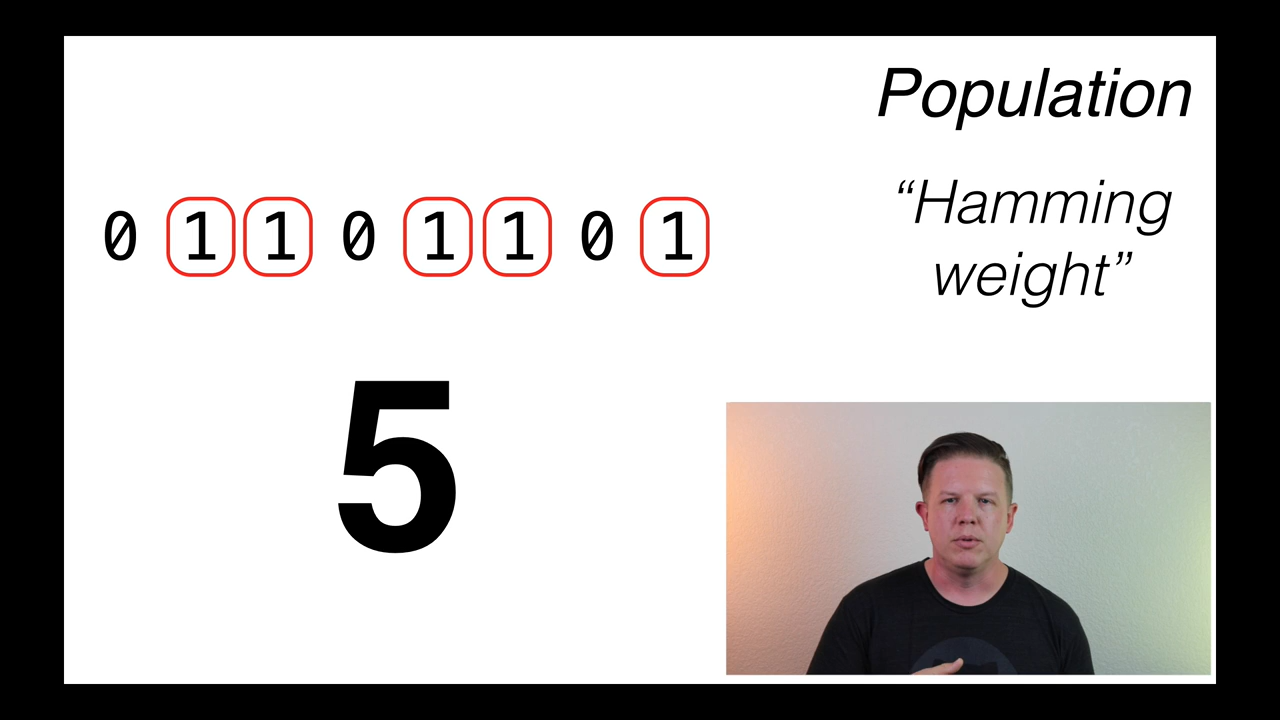 Population
“Hamming
weight”
0 1 1 0 1 1 0 1
5